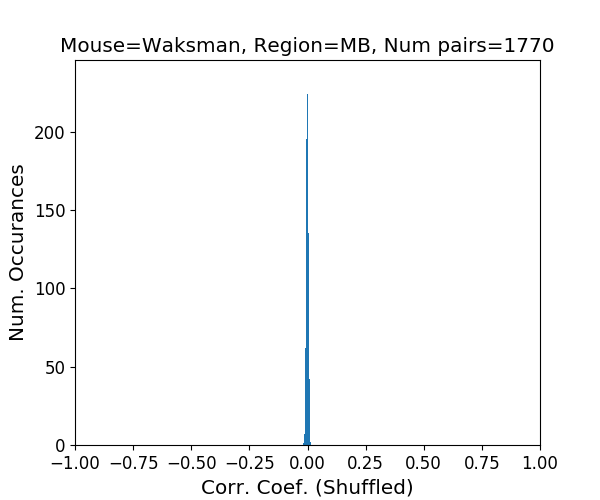 Mouse=Waksman, Region=MB, Num pairs=1770
Num. Occurances
200
150
100
50
0
−1.00 −0.75 −0.50 −0.25 0.00 0.25 0.50 0.75 1.00
Corr. Coef. (Shuffled)